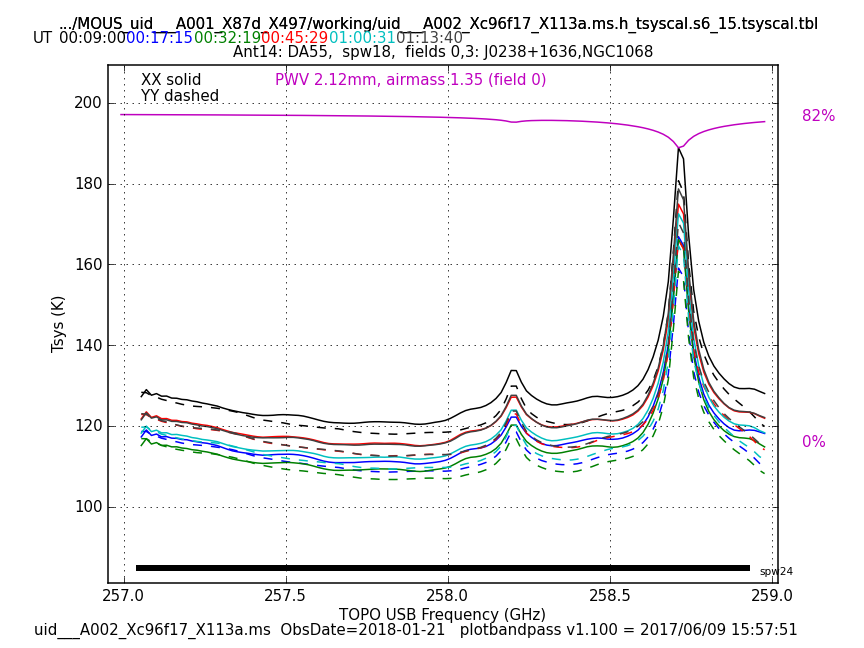 .../MOUS_uid___A001_X87d_X497/working/uid___A002_Xc96f17_X113a.ms.h_tsyscal.s6_15.tsyscal.tbl
UT 00:09:00 00:17:15 00:32:19 00:45:29 01:00:31 01:13:40
Ant14: DA55, spw18, fields 0,3: J0238+1636,NGC1068
XX solid PWV 2.12mm, airmass 1.35 (field 0)
YY dashed
200
82%
180
160
Tsys (K)
140
120
0%
100
spw24
257.0 257.5 258.0 258.5 259.0
TOPO USB Frequency (GHz)
uid___A002_Xc96f17_X113a.ms ObsDate=2018-01-21 plotbandpass v1.100 = 2017/06/09 15:57:51